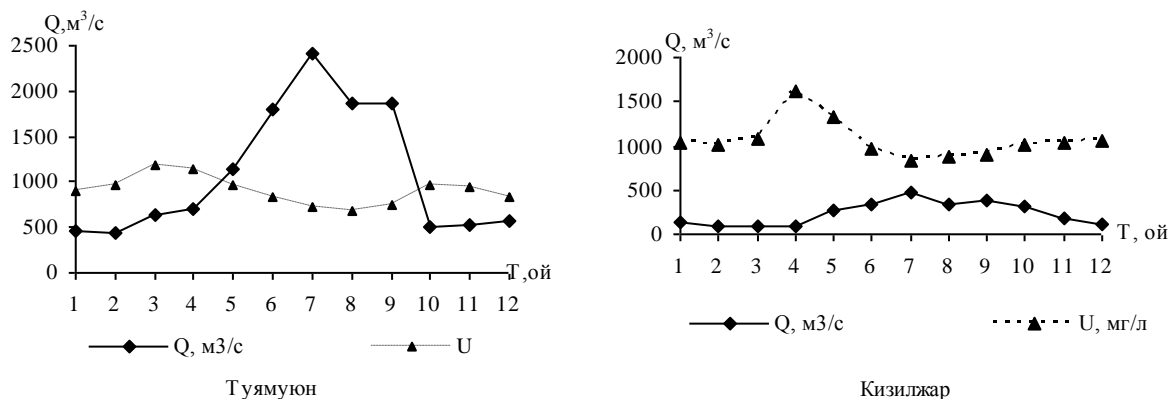 Q,м³/с
2500
2000
1500
1000
500
0
1 2 3 4 5 6 7 8 9 10 11 12
Т,ой
Q, м3/с U
Туямуюн
Q, м³/с
2000
1500
1000
500
0
1 2 3 4 5 6 7 8 9 10 11 12
Т, ой
Q, м3/с U, мг/л
Кизилжар